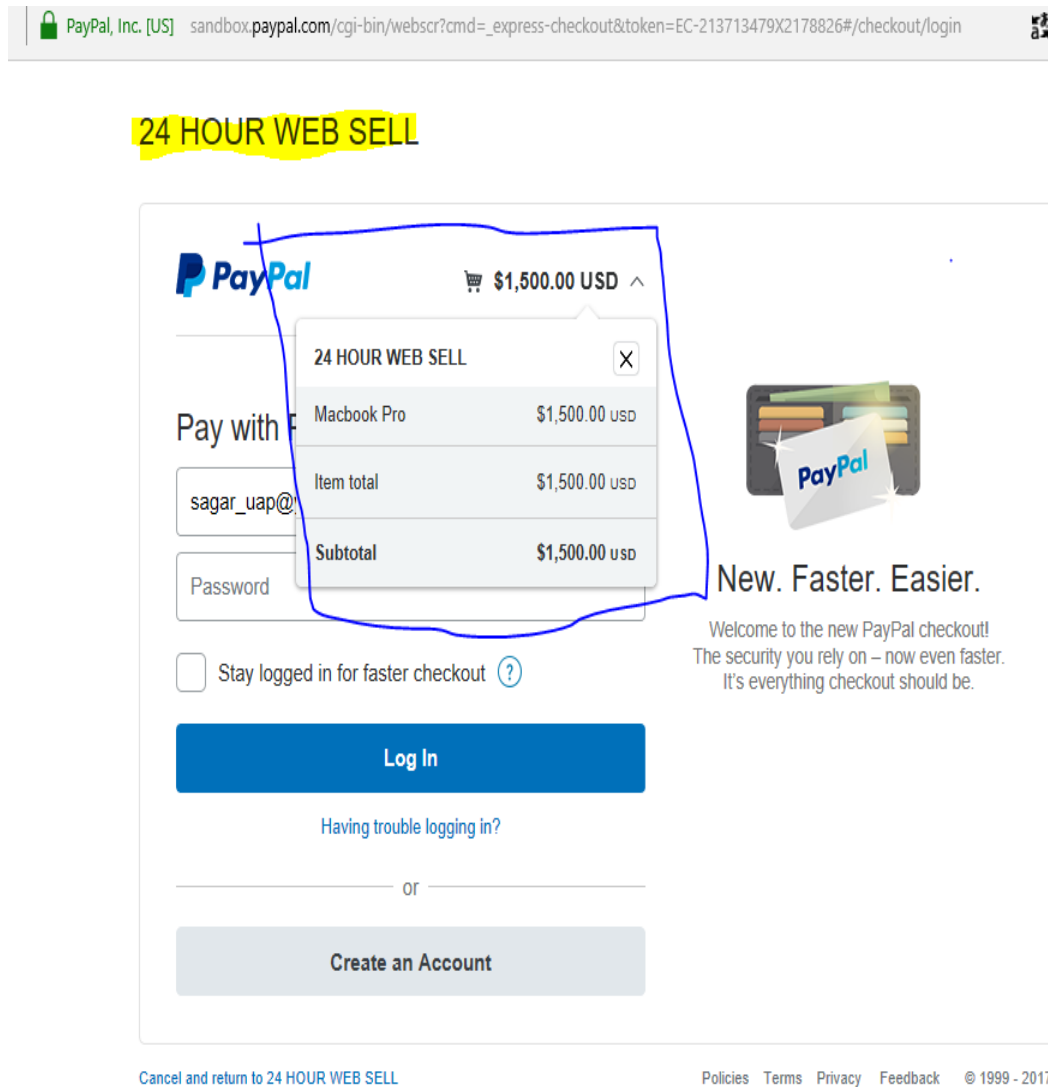 PayPal, Inc. [US] sandbox.paypal.com/cgi-bin/webscr?cmd=_express-checkout&token=EC-213713479X2178826#/checkout/login
24 HOUR WEB SELL
PayPal $1,500.00 USD
24 HOUR WEB SELL X
Macbook Pro $1,500.00 USD
Item total $1,500.00 USD
Subtotal $1,500.00 USD
Pay with
sagar_uap@
Password
Stay logged in for faster checkout ?
Log In
Having trouble logging in?
or
Create an Account
PayPal
New. Faster. Easier.
Welcome to the new PayPal checkout!
The security you rely on – now even faster.
It's everything checkout should be.
Cancel and return to 24 HOUR WEB SELL
Policies Terms Privacy Feedback © 1999 - 2017